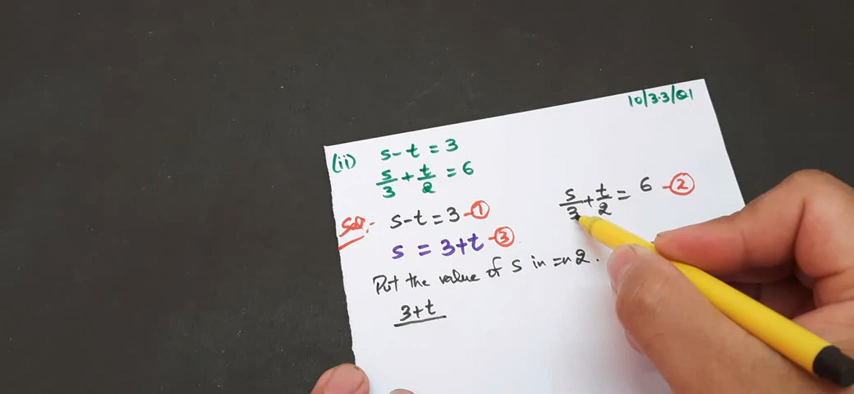 10/3.3/Q1
(ii) s-t = 3
s/3 + t/2 = 6
Sol:- s-t = 3 -①
s/3 + t/2 = 6 -②
s = 3+t -③
Put the value of s in =n 2.
3+t